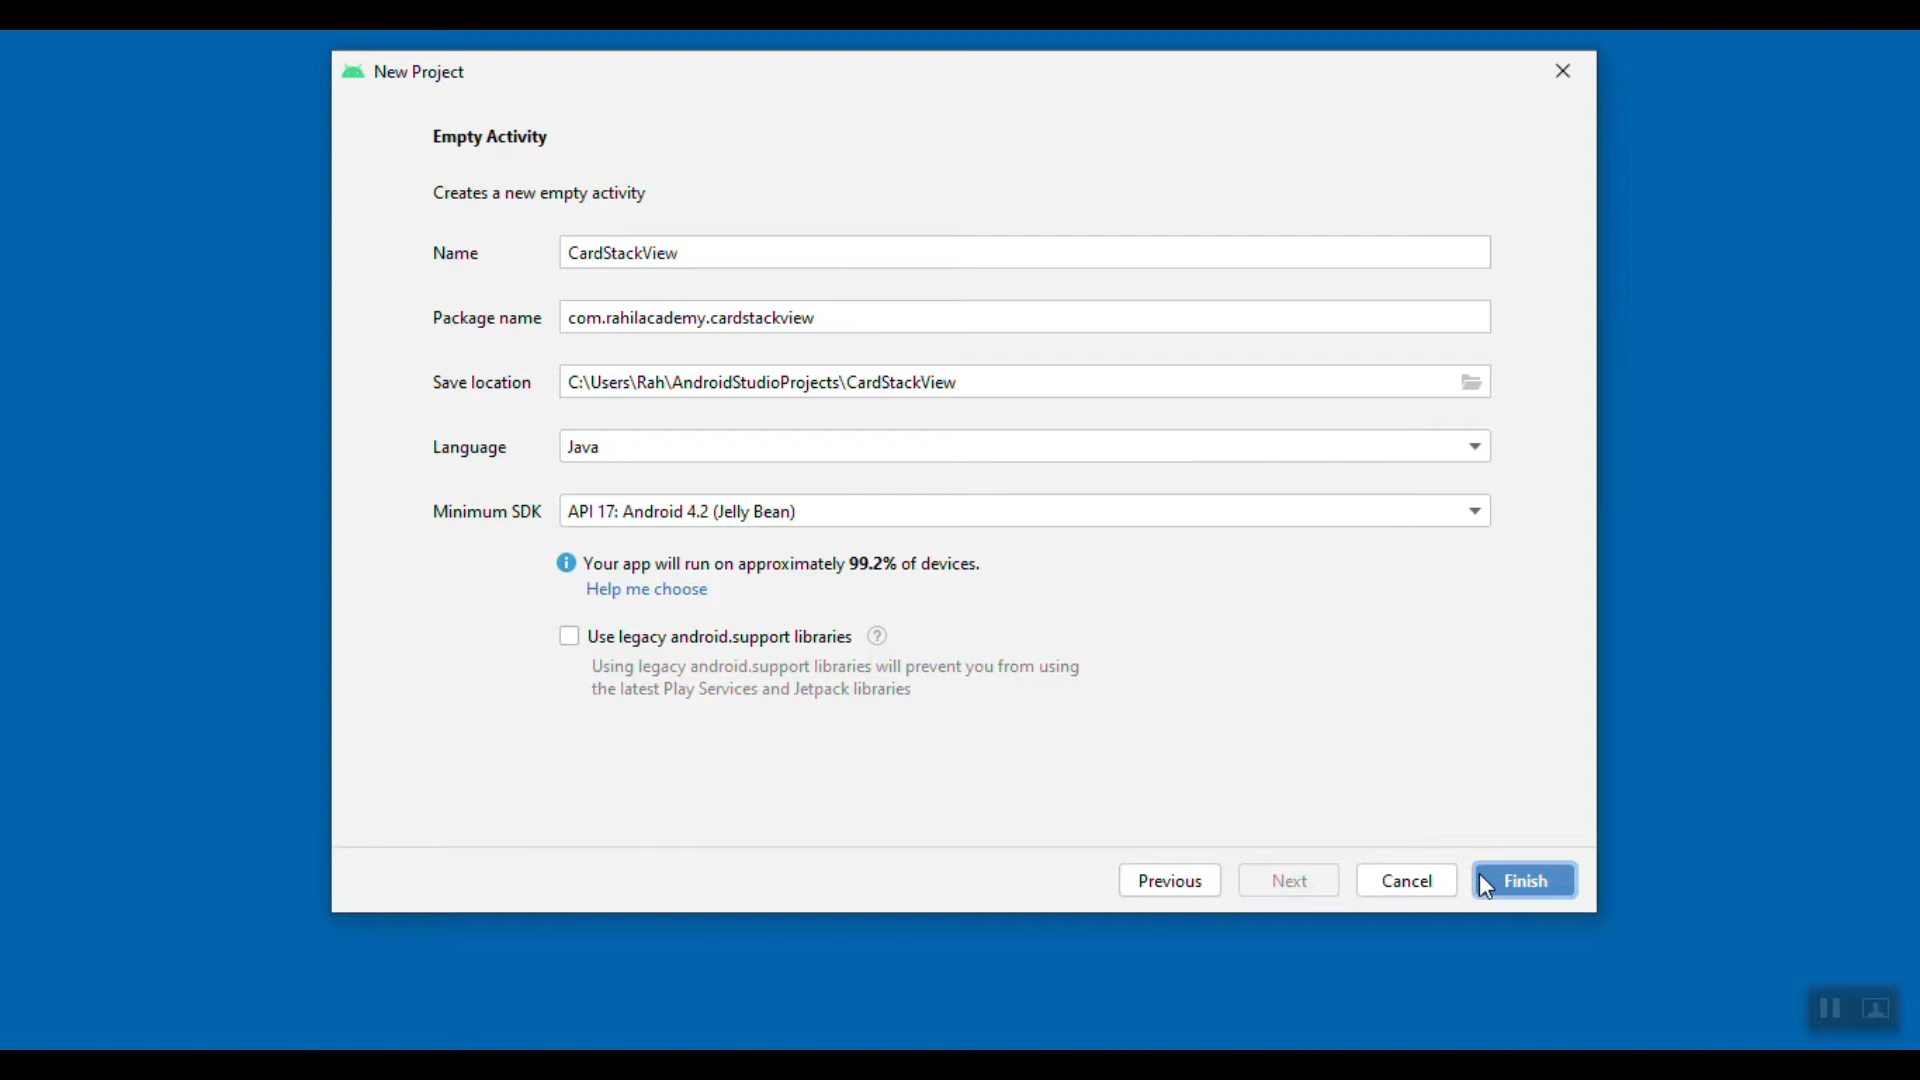 New Project
Empty Activity
Creates a new empty activity
Name CardStackView
Package name com.rahilacademy.cardstackview
Save location C:\Users\Rah\AndroidStudioProjects\CardStackView
Language Java
Minimum SDK API 17: Android 4.2 (Jelly Bean)
Your app will run on approximately 99.2% of devices.
Help me choose
Use legacy android.support libraries ?
Using legacy android.support libraries will prevent you from using
the latest Play Services and Jetpack libraries
Previous Next Cancel Finish